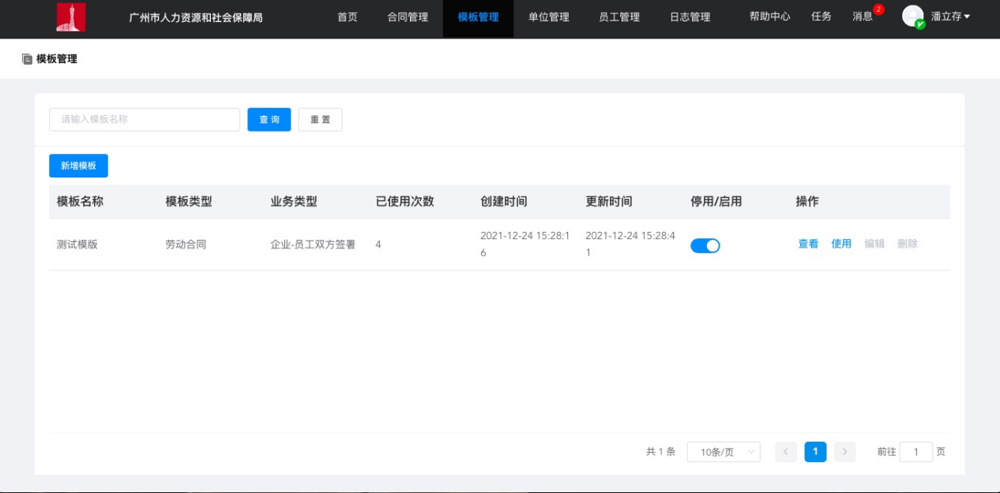 广州市人力资源和社会保障局 首页 合同管理 模板管理 单位管理 员工管理 日志管理 帮助中心 任务 消息 2 潘立存
模板管理
请输入模板名称 查询 重置
新增模板
模板名称 模板类型 业务类型 已使用次数 创建时间 更新时间 停用/启用 操作
测试模版 劳动合同 企业-员工双方签署 4 2021-12-24 15:28:1 2021-12-24 15:28:4 查看 使用 编辑 删除
6 1
共 1 条 10条/页 < 1 > 前往 1 页